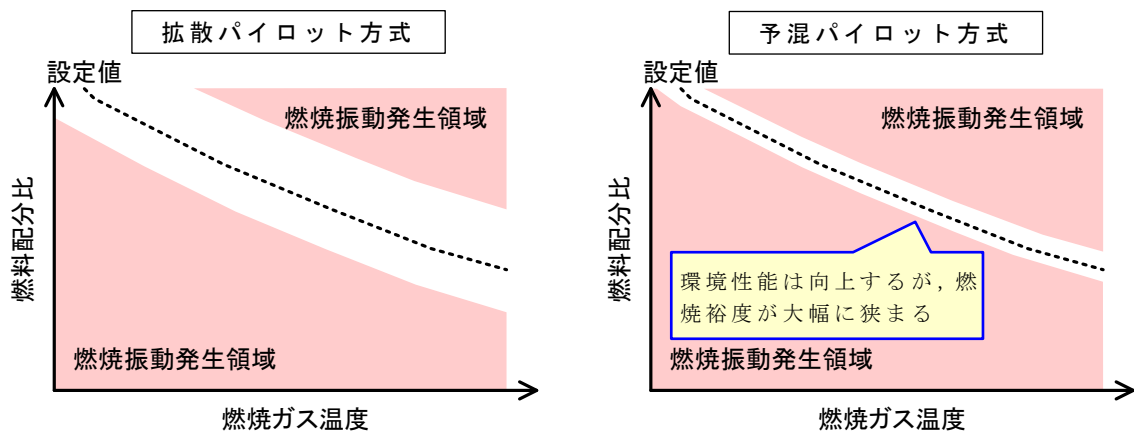 拡散パイロット方式
設定値
燃焼振動発生領域
燃料配分比
燃焼振動発生領域
燃焼ガス温度
予混パイロット方式
設定値
燃焼振動発生領域
燃料配分比
環境性能は向上するが，燃
焼裕度が大幅に狭まる
燃焼振動発生領域
燃焼ガス温度